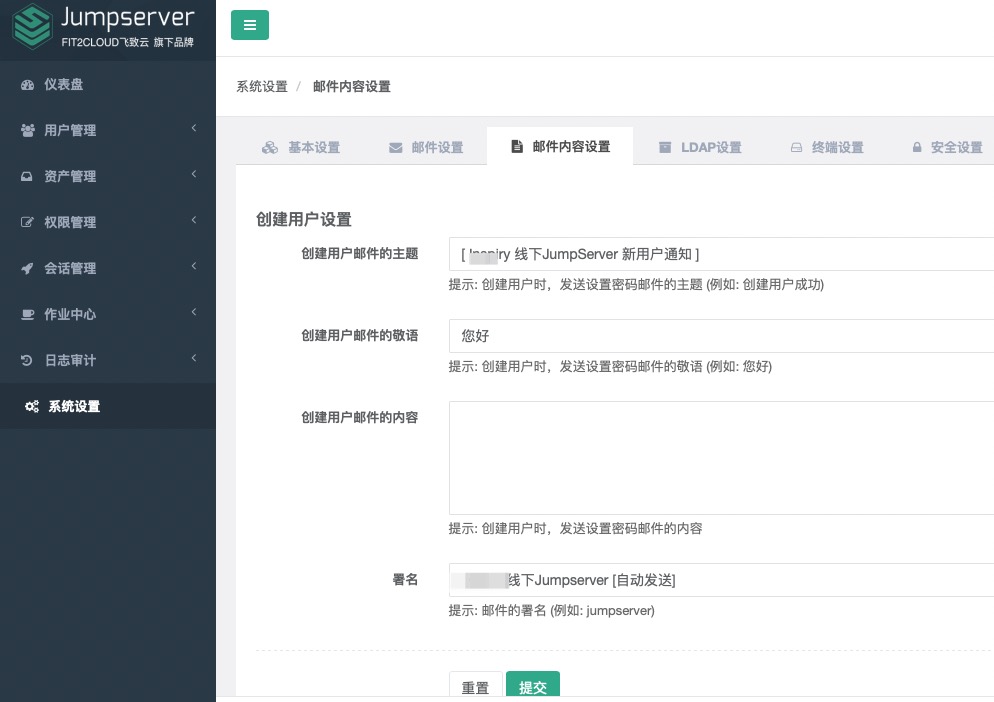 Jumpserver
FIT2CLOUD飞致云 旗下品牌
仪表盘
用户管理
资产管理
权限管理
会话管理
作业中心
日志审计
系统设置
系统设置 / 邮件内容设置
基本设置 邮件设置 邮件内容设置 LDAP设置 终端设置 安全设置
创建用户设置
创建用户邮件的主题
[ 线下JumpServer 新用户通知 ]
提示: 创建用户时，发送设置密码邮件的主题 (例如: 创建用户成功)
创建用户邮件的敬语
您好
提示: 创建用户时，发送设置密码邮件的敬语 (例如: 您好)
创建用户邮件的内容
提示: 创建用户时，发送设置密码邮件的内容
署名
线下Jumpserver [自动发送]
提示: 邮件的署名 (例如: jumpserver)
重置 提交